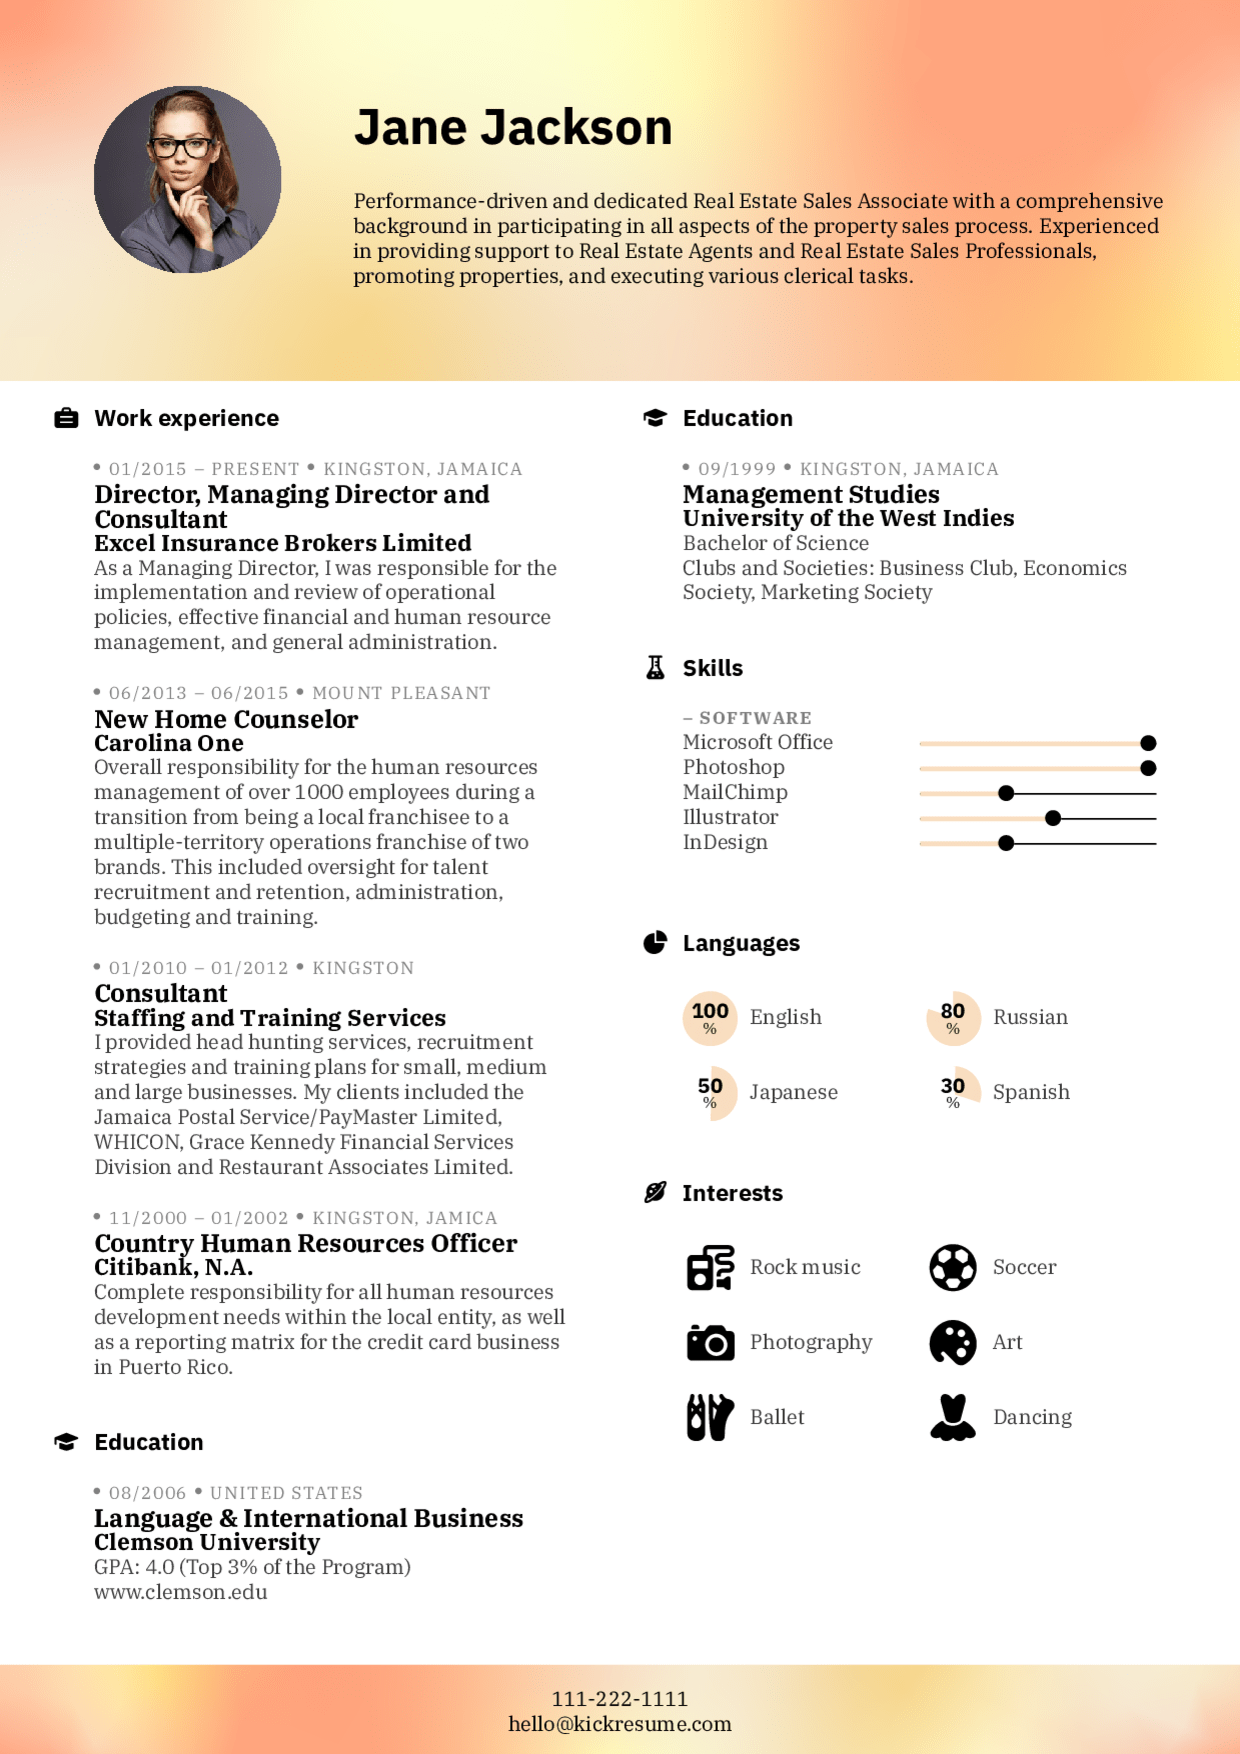 Jane Jackson
Performance-driven and dedicated Real Estate Sales Associate with a comprehensive
background in participating in all aspects of the property sales process. Experienced
in providing support to Real Estate Agents and Real Estate Sales Professionals,
promoting properties, and executing various clerical tasks.
Work experience
• 01/2015 – PRESENT • KINGSTON, JAMAICA
Director, Managing Director and
Consultant
Excel Insurance Brokers Limited
As a Managing Director, I was responsible for the
implementation and review of operational
policies, effective financial and human resource
management, and general administration.
• 06/2013 – 06/2015 • MOUNT PLEASANT
New Home Counselor
Carolina One
Overall responsibility for the human resources
management of over 1000 employees during a
transition from being a local franchisee to a
multiple-territory operations franchise of two
brands. This included oversight for talent
recruitment and retention, administration,
budgeting and training.
• 01/2010 – 01/2012 • KINGSTON
Consultant
Staffing and Training Services
I provided head hunting services, recruitment
strategies and training plans for small, medium
and large businesses. My clients included the
Jamaica Postal Service/PayMaster Limited,
WHICON, Grace Kennedy Financial Services
Division and Restaurant Associates Limited.
• 11/2000 – 01/2002 • KINGSTON, JAMICA
Country Human Resources Officer
Citibank, N.A.
Complete responsibility for all human resources
development needs within the local entity, as well
as a reporting matrix for the credit card business
in Puerto Rico.
Education
• 08/2006 • UNITED STATES
Language & International Business
Clemson University
GPA: 4.0 (Top 3% of the Program)
www.clemson.edu
Education
• 09/1999 • KINGSTON, JAMAICA
Management Studies
University of the West Indies
Bachelor of Science
Clubs and Societies: Business Club, Economics
Society, Marketing Society
Skills
– SOFTWARE
Microsoft Office
Photoshop
MailChimp
Illustrator
InDesign
Languages
100 % English
80 % Russian
50 % Japanese
30 % Spanish
Interests
Rock music
Soccer
Photography
Art
Ballet
Dancing
111-222-1111
hello@kickresume.com